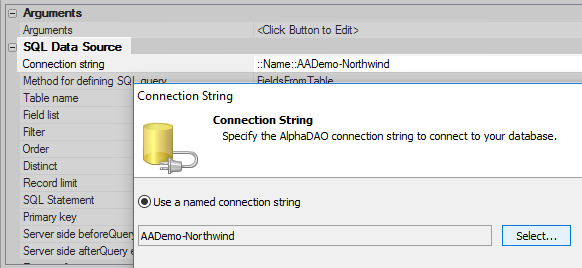 Arguments
Arguments <Click Button to Edit>
SQL Data Source
Connection string ::Name::AADemo-Northwind
Method for defining SQL query FieldsFromTable
Table name
Field list
Filter
Order
Distinct
Record limit
SQL Statement
Primary key
Server side beforeQuery
Server side afterQuery e
Connection String
Connection String
Specify the AlphaDAO connection string to connect to your database.
Use a named connection string
AADemo-Northwind Select...